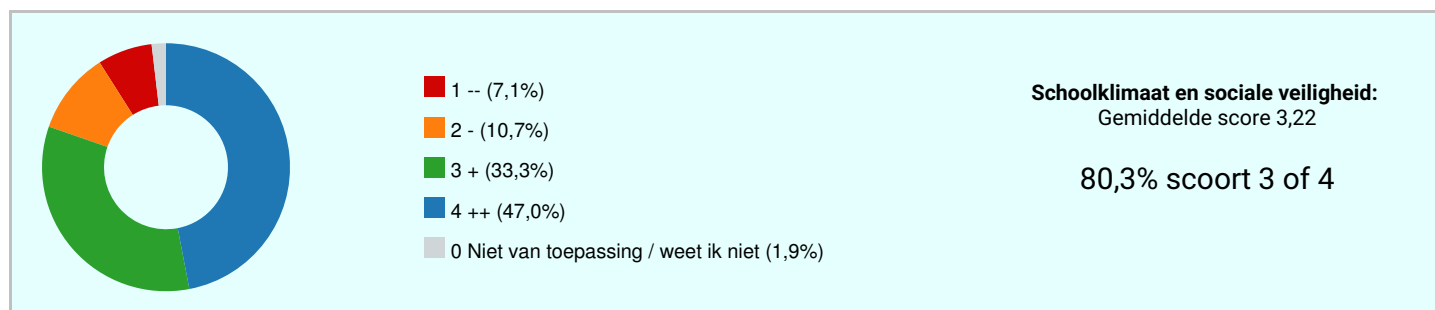 1 -- (7,1%)
2 - (10,7%)
3 + (33,3%)
4 ++ (47,0%)
0 Niet van toepassing / weet ik niet (1,9%)
Schoolklimaat en sociale veiligheid:
Gemiddelde score 3,22
80,3% scoort 3 of 4